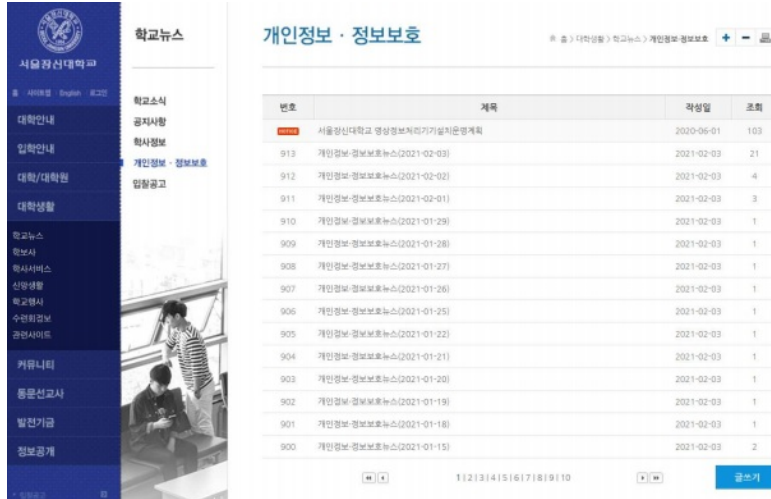 서울장신대학교
홈 사이트맵 English 로그인
대학안내
입학안내
대학/대학원
대학생활
학교뉴스
학보사
학사서비스
신앙생활
학교행사
수련회정보
관련사이트
커뮤니티
동문선교사
발전기금
정보공개
학교뉴스
학교소식
공지사항
학사정보
개인정보 · 정보보호
입찰공고
개인정보 · 정보보호
홈 > 대학생활 > 학교뉴스 > 개인정보·정보보호
번호 제목 작성일 조회
서울장신대학교 영상정보처리기기설치운영계획 2020-06-01 103
913 개인정보·정보보호뉴스(2021-02-03) 2021-02-03 21
912 개인정보·정보보호뉴스(2021-02-02) 2021-02-03 4
911 개인정보·정보보호뉴스(2021-02-01) 2021-02-03 3
910 개인정보·정보보호뉴스(2021-01-29) 2021-02-03 1
909 개인정보·정보보호뉴스(2021-01-28) 2021-02-03 1
908 개인정보·정보보호뉴스(2021-01-27) 2021-02-03 1
907 개인정보·정보보호뉴스(2021-01-26) 2021-02-03 1
906 개인정보·정보보호뉴스(2021-01-25) 2021-02-03 1
905 개인정보·정보보호뉴스(2021-01-22) 2021-02-03 1
904 개인정보·정보보호뉴스(2021-01-21) 2021-02-03 1
903 개인정보·정보보호뉴스(2021-01-20) 2021-02-03 1
902 개인정보·정보보호뉴스(2021-01-19) 2021-02-03 1
901 개인정보·정보보호뉴스(2021-01-18) 2021-02-03 1
900 개인정보·정보보호뉴스(2021-01-15) 2021-02-03 2
1|2|3|4|5|6|7|8|9|10
글쓰기